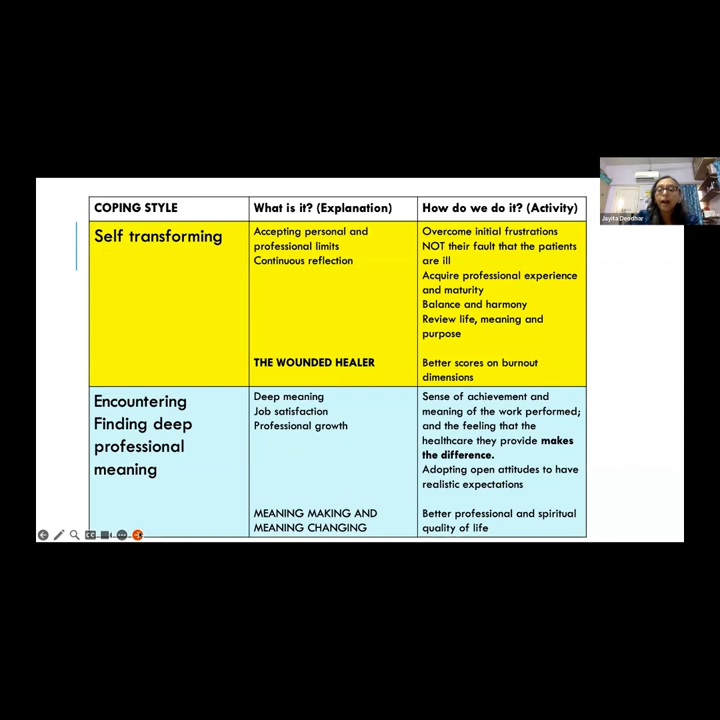 COPING STYLE
What is it? (Explanation)
How do we do it? (Activity)
Self transforming
Accepting personal and
professional limits
Continuous reflection
THE WOUNDED HEALER
Overcome initial frustrations
NOT their fault that the patients
are ill
Acquire professional experience
and maturity
Balance and harmony
Review life, meaning and
purpose
Better scores on burnout
dimensions
Encountering
Finding deep
professional
meaning
Deep meaning
Job satisfaction
Professional growth
MEANING MAKING AND
MEANING CHANGING
Sense of achievement and
meaning of the work performed;
and the feeling that the
healthcare they provide makes
the difference.
Adopting open attitudes to have
realistic expectations
Better professional and spiritual
quality of life
Jayita Deodhar